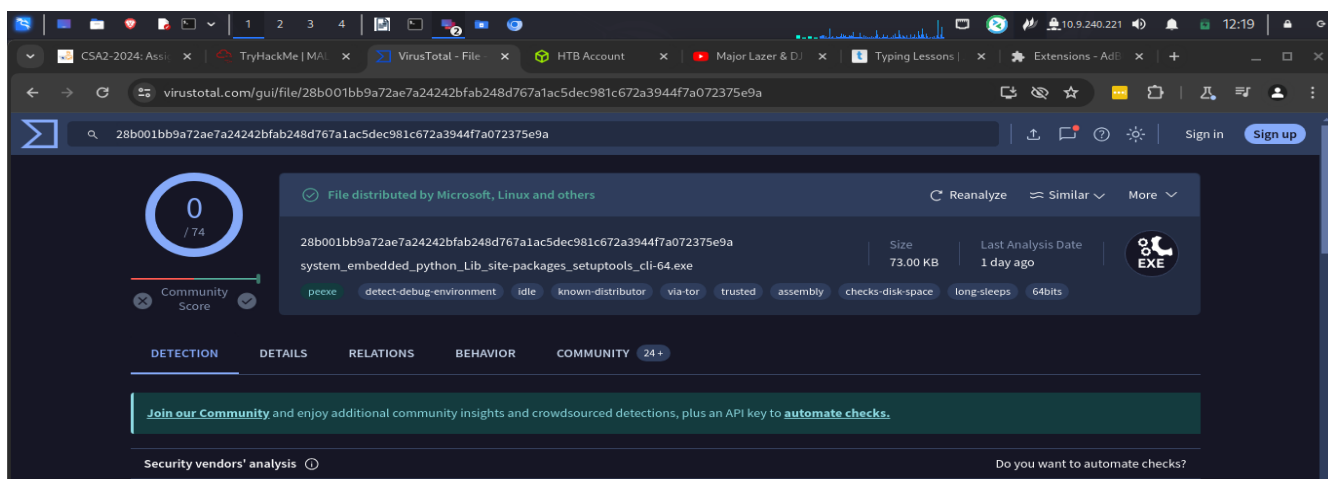 1 2 3 4 2 10.9.240.221 12:19
CSA2-2024: Assi TryHackMe | MAL VirusTotal - File - HTB Account Major Lazer & DJ Typing Lessons | Extensions - AdB
virustotal.com/gui/file/28b001bb9a72ae7a24242bfab248d767a1ac5dec981c672a3944f7a072375e9a
28b001bb9a72ae7a24242bfab248d767a1ac5dec981c672a3944f7a072375e9a Sign in Sign up
0
/ 74
Community
Score
File distributed by Microsoft, Linux and others Reanalyze Similar More
28b001bb9a72ae7a24242bfab248d767a1ac5dec981c672a3944f7a072375e9a
system_embedded_python_Lib_site-packages_setuptools_cli-64.exe
Size
73.00 KB
Last Analysis Date
1 day ago
EXE
peexe detect-debug-environment idle known-distributor via-tor trusted assembly checks-disk-space long-sleeps 64bits
DETECTION DETAILS RELATIONS BEHAVIOR COMMUNITY 24 +
Join our Community and enjoy additional community insights and crowdsourced detections, plus an API key to automate checks.
Security vendors' analysis Do you want to automate checks?